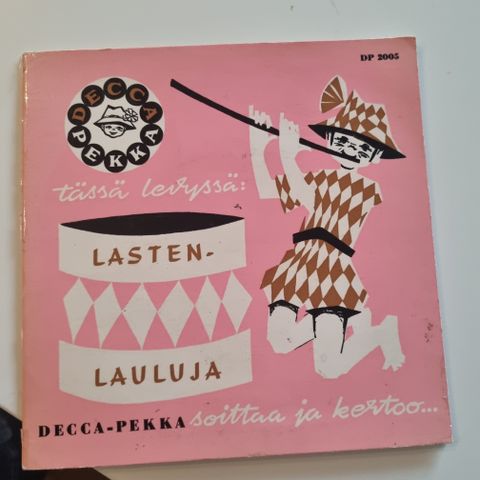 DP 2005
DECCA
PEKKA
tässä levyssä:
LASTEN-
LAULUJA
DECCA-PEKKA soittaa ja kertoo...